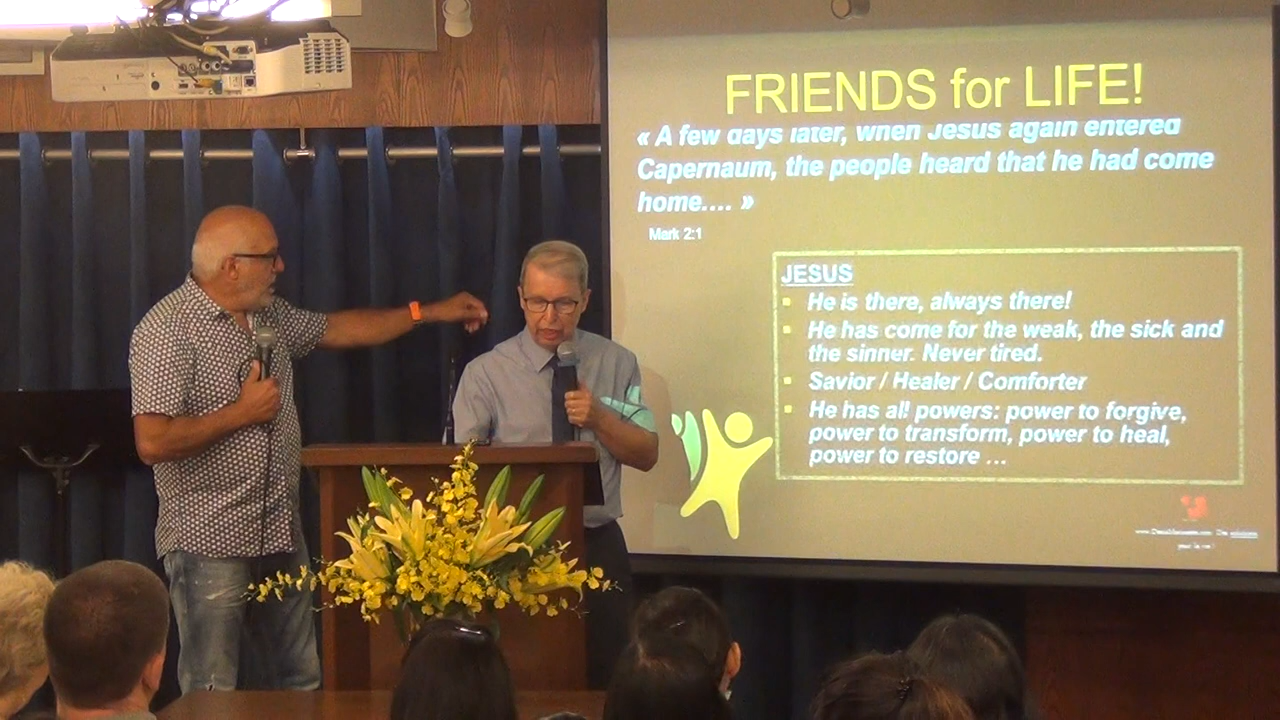 FRIENDS for LIFE!
« A few days later, when Jesus again entered
Capernaum, the people heard that he had come
home.... »
Mark 2:1
JESUS
He is there, always there!
He has come for the weak, the sick and
the sinner. Never tired.
Savior / Healer / Comforter
He has all powers: power to forgive,
power to transform, power to heal,
power to restore ...